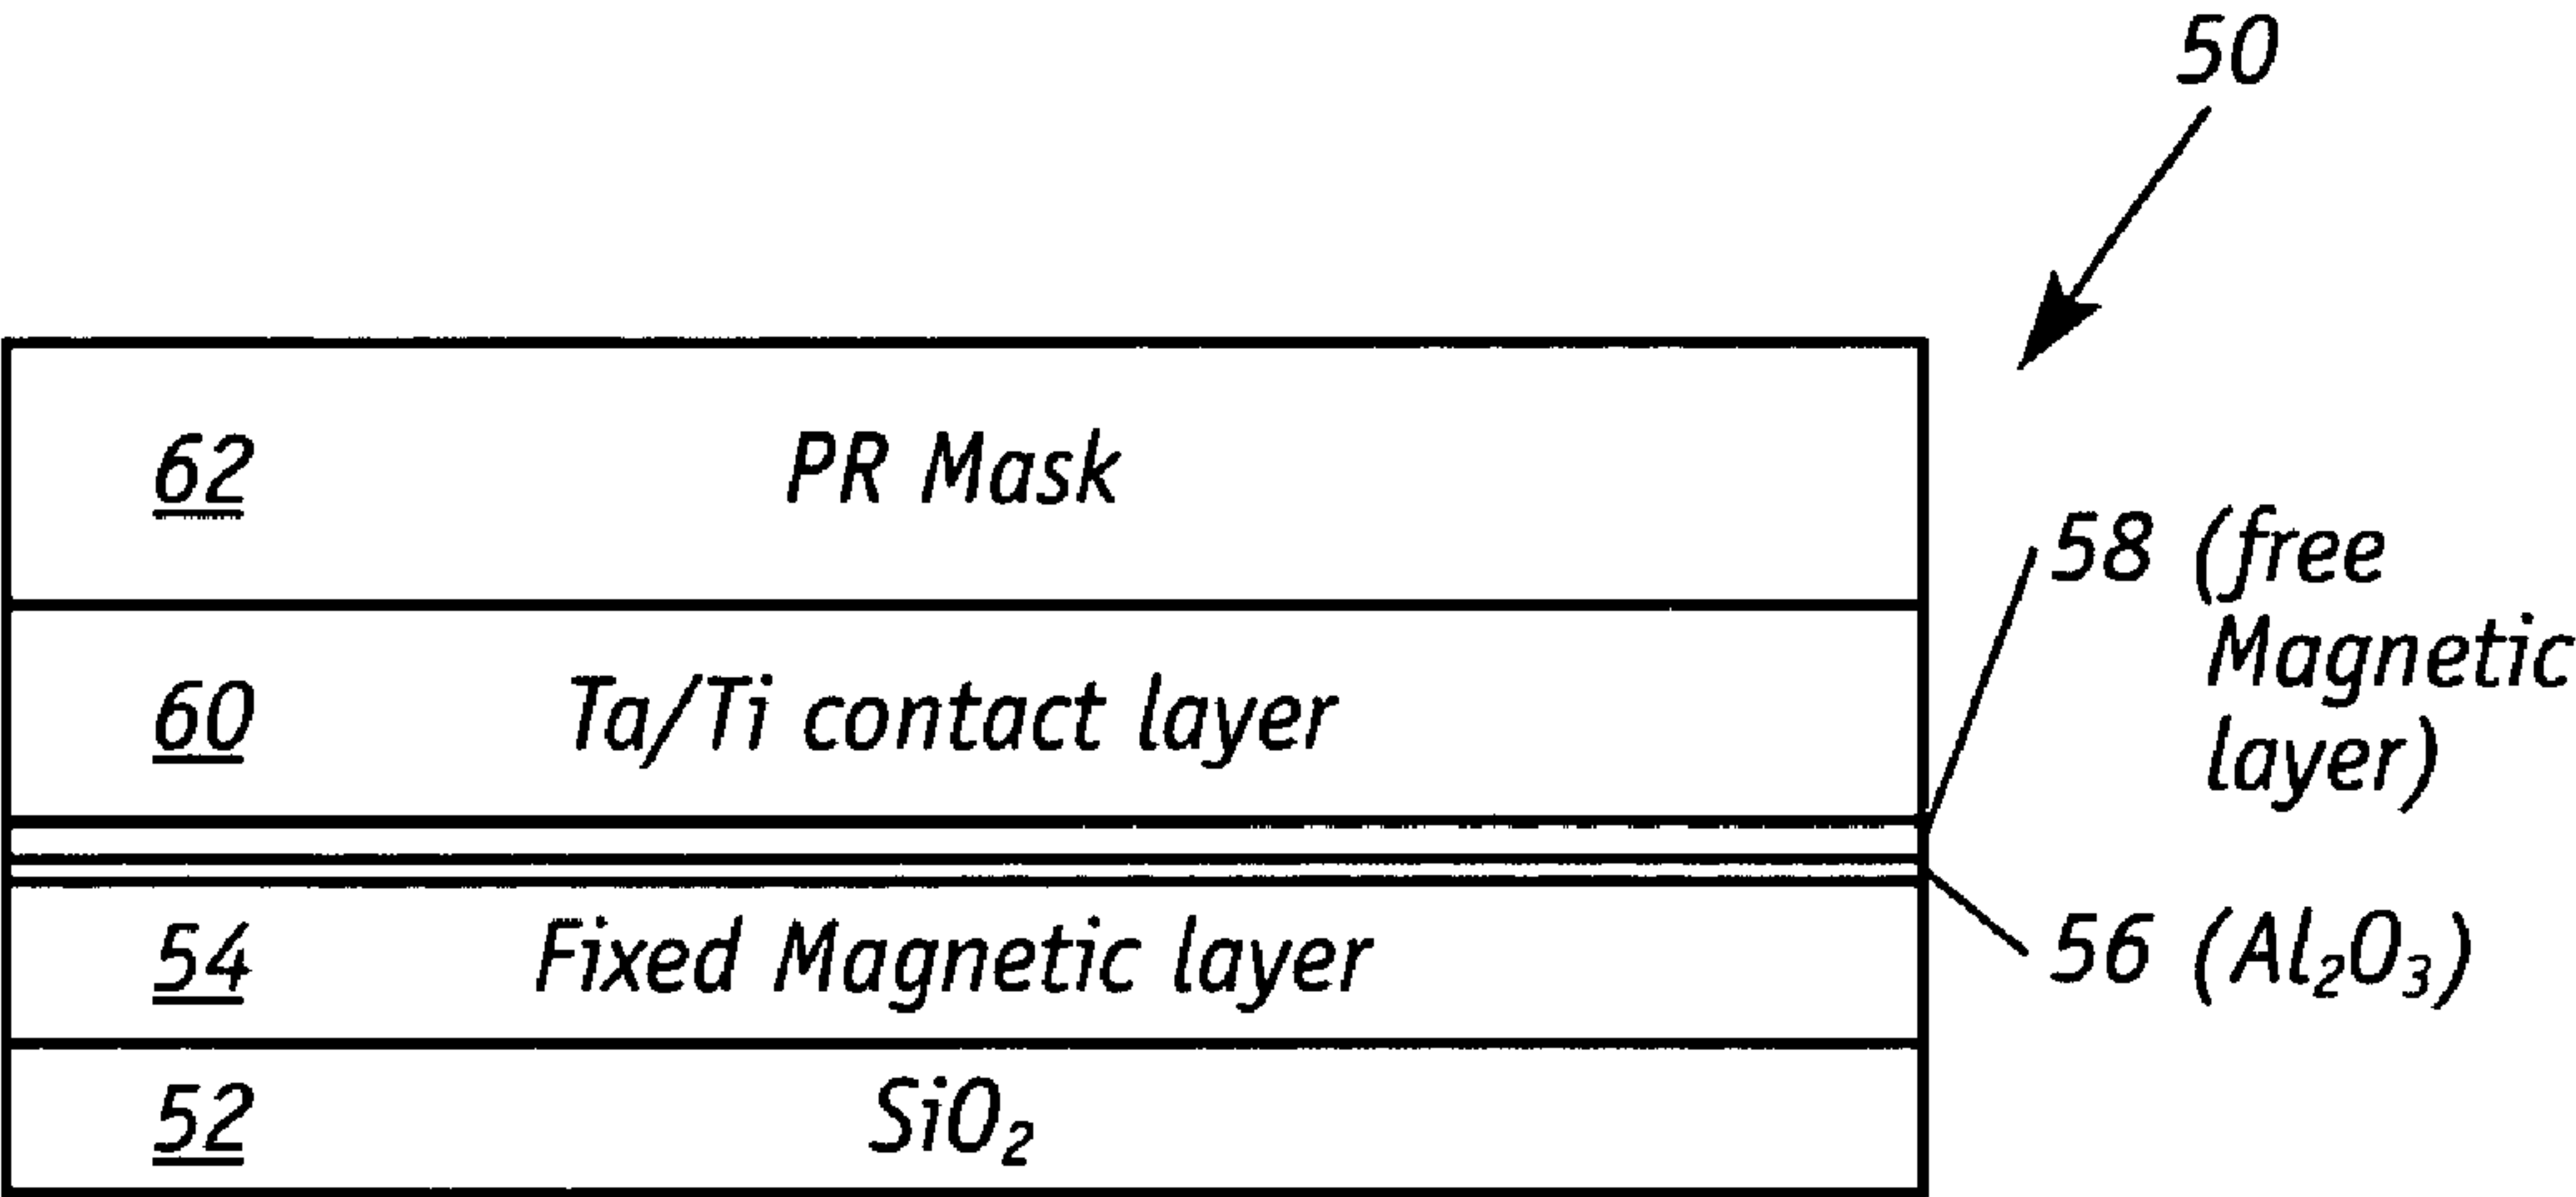 50
62 PR Mask
58 (free
Magnetic
layer)
60 Ta/Ti contact layer
54 Fixed Magnetic layer
56 (Al₂O₃)
52 SiO₂